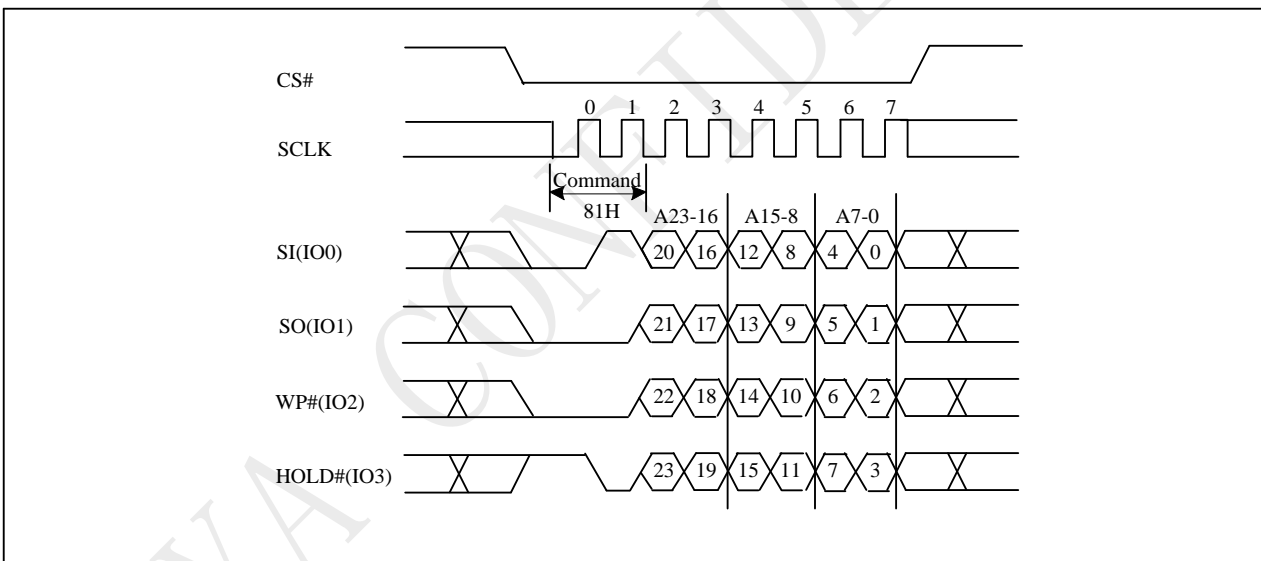 CS#
0 1 2 3 4 5 6 7
SCLK
Command
81H
A23-16 A15-8 A7-0
SI(IO0) 20 16 12 8 4 0
SO(IO1) 21 17 13 9 5 1
WP#(IO2) 22 18 14 10 6 2
HOLD#(IO3) 23 19 15 11 7 3